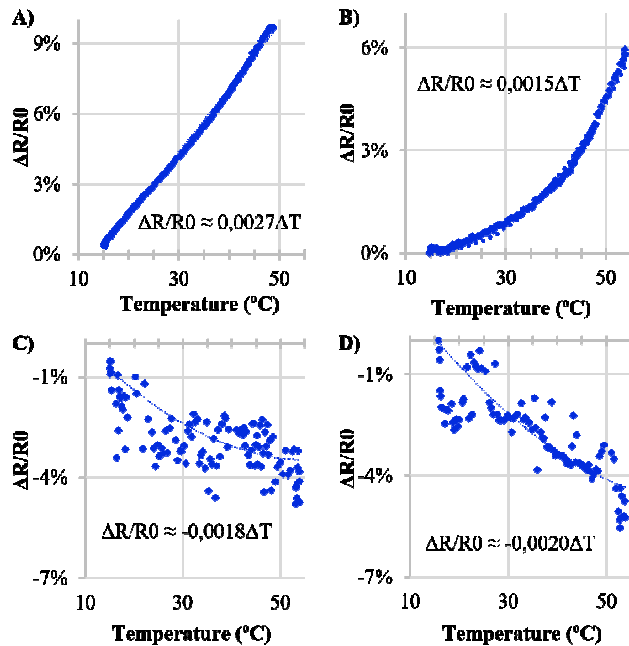 A)
9%
6%
3%
0%
ΔR/R0
ΔR/R0 ≈ 0,0027ΔT
10
30
50
Temperature (ºC)
B)
6%
3%
0%
ΔR/R0
ΔR/R0 ≈ 0,0015ΔT
10
30
50
Temperature (ºC)
C)
-1%
-4%
-7%
ΔR/R0
ΔR/R0 ≈ -0,0018ΔT
10
30
50
Temperature (ºC)
D)
-1%
-4%
-7%
ΔR/R0
ΔR/R0 ≈ -0,0020ΔT
10
30
50
Temperature (ºC)